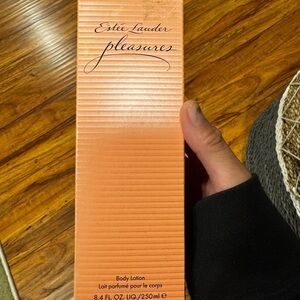 Estée Lauder
pleasures
Body Lotion
Lait parfumé pour le corps
8.4 FL. OZ. LIQ./250 ml ℮